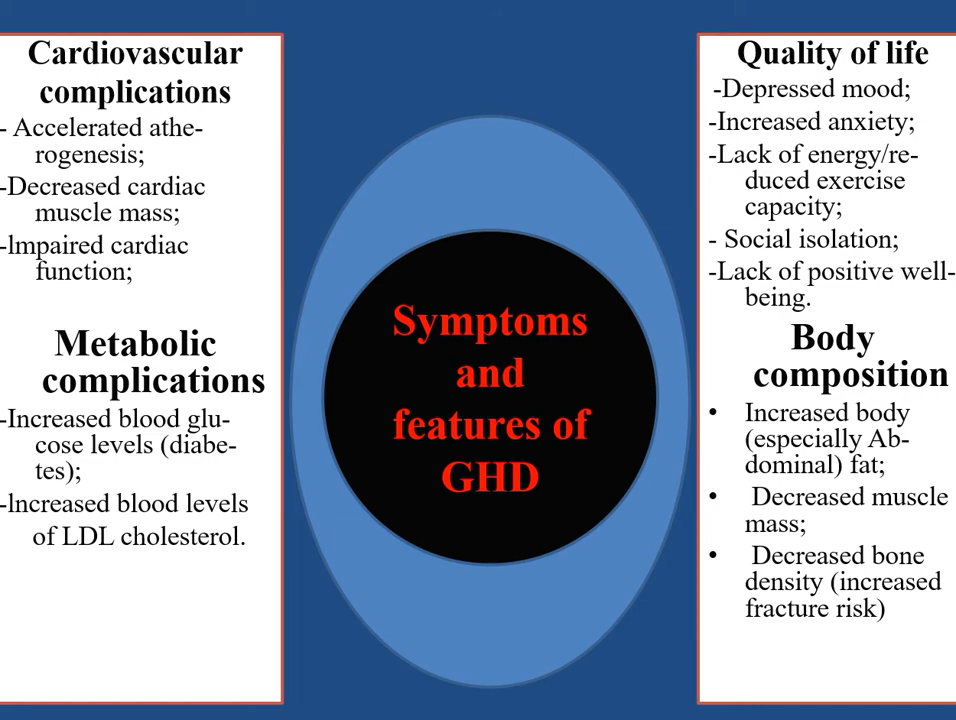 Cardiovascular
complications
- Accelerated athe-
rogenesis;
-Decreased cardiac
muscle mass;
-lmpaired cardiac
function;
Metabolic
complications
-Increased blood glu-
cose levels (diabe-
tes);
-lncreased blood levels
of LDL cholesterol.
Symptoms
and
features of
GHD
Quality of life
-Depressed mood;
-Increased anxiety;
-Lack of energy/re-
duced exercise
capacity;
- Social isolation;
-Lack of positive well-
being.
Body
composition
• Increased body
(especially Ab-
dominal) fat;
• Decreased muscle
mass;
• Decreased bone
density (increased
fracture risk)